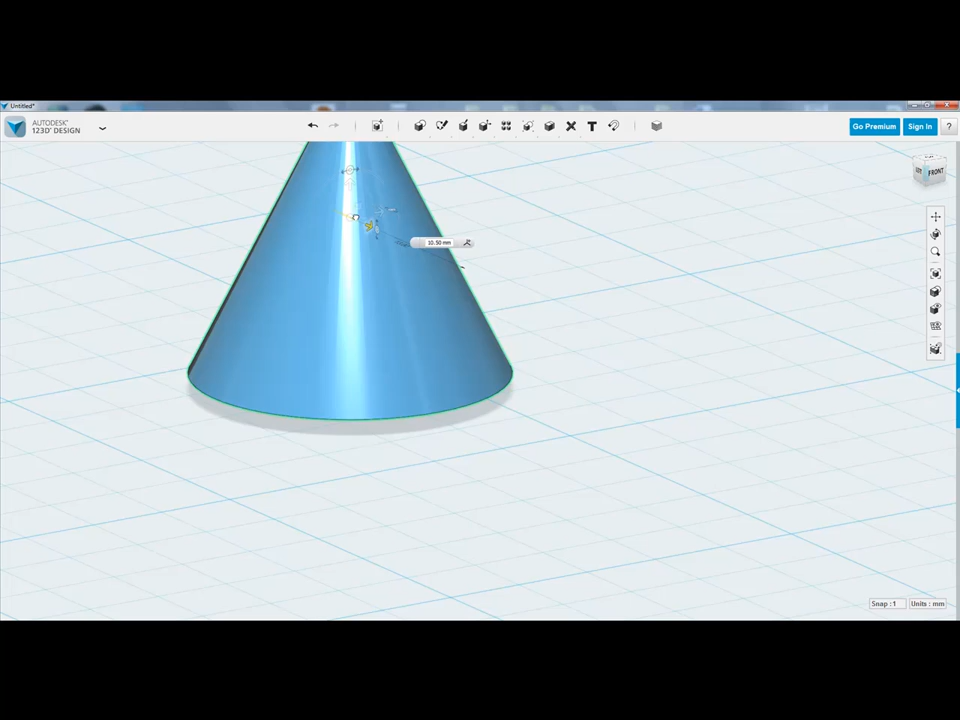 Untitled*
AUTODESK®
123D® DESIGN
Go Premium
Sign In
?
FRONT
10.50 mm
Snap : 1
Units : mm